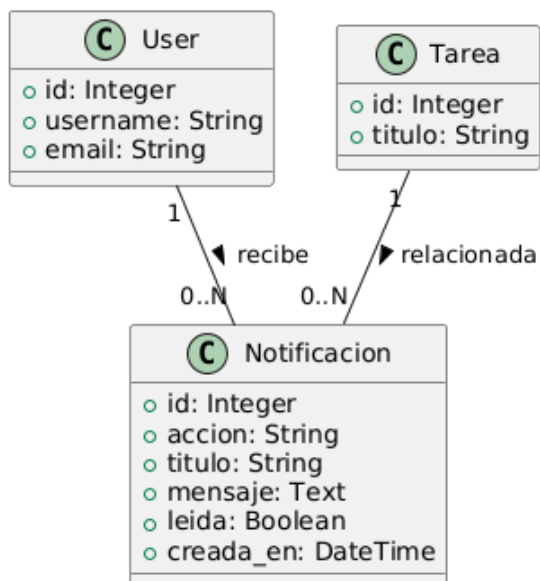 C User
+ id: Integer
+ username: String
+ email: String
C Tarea
+ id: Integer
+ titulo: String
1
1
recibe
relacionada
0..N
0..N
C Notificacion
id: Integer
accion: String
titulo: String
mensaje: Text
leida: Boolean
creada_en: DateTime